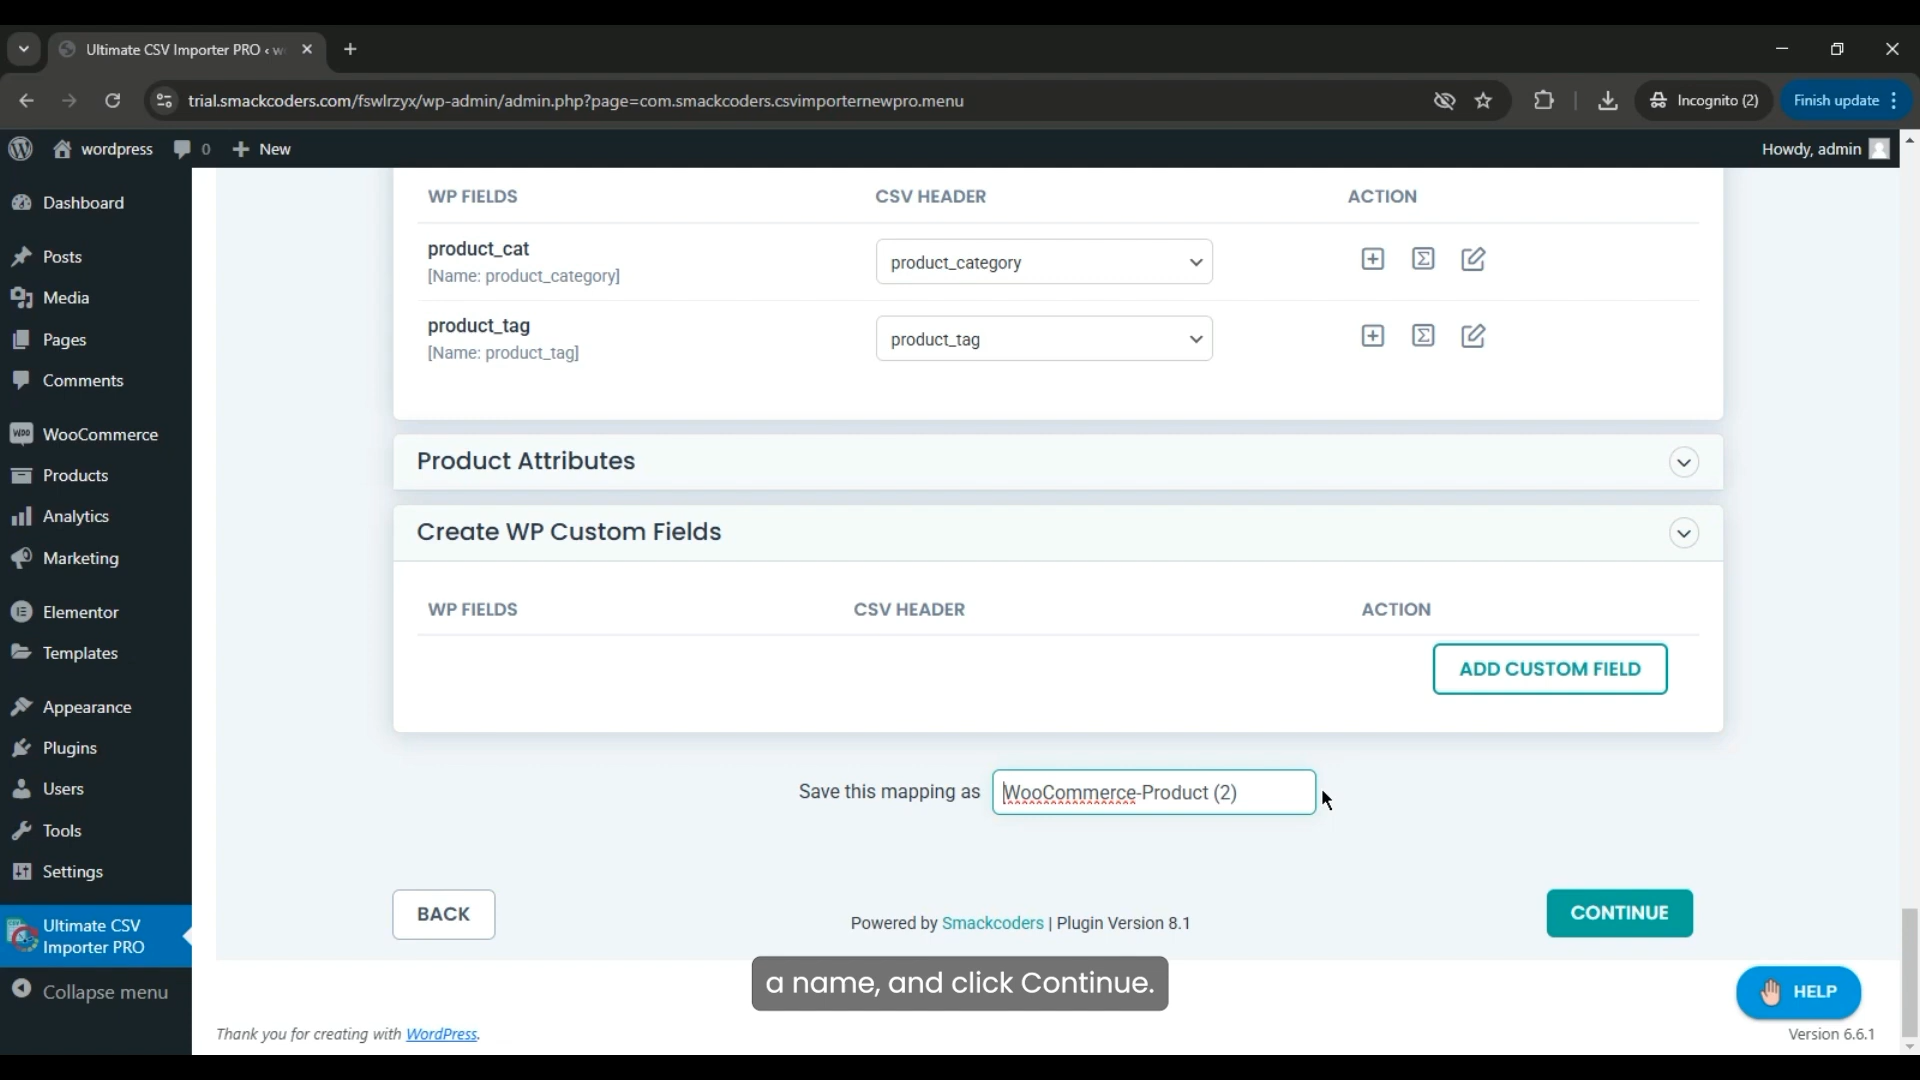 Ultimate CSV Importer PRO ‹ w
trial.smackcoders.com/fswlrzyx/wp-admin/admin.php?page=com.smackcoders.csvimporternewpro.menu
Incognito (2)
Finish update
wordpress
0
New
Howdy, admin
Dashboard
Posts
Media
Pages
Comments
WooCommerce
Products
Analytics
Marketing
Elementor
Templates
Appearance
Plugins
Users
Tools
Settings
Ultimate CSV
Importer PRO
Collapse menu
WP FIELDS
CSV HEADER
ACTION
product_cat
[Name: product_category]
product_category
product_tag
[Name: product_tag]
product_tag
Product Attributes
Create WP Custom Fields
WP FIELDS
CSV HEADER
ACTION
ADD CUSTOM FIELD
Save this mapping as
WooCommerce-Product (2)
BACK
Powered by Smackcoders | Plugin Version 8.1
CONTINUE
a name, and click Continue.
HELP
Thank you for creating with WordPress.
Version 6.6.1